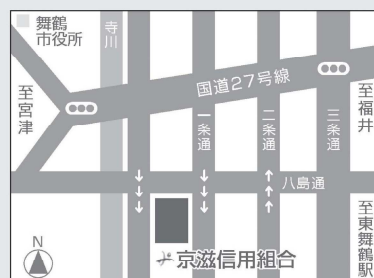 舞鶴
市役所
寺川
国道27号線
至宮津
至福井
一条通
二条通
三条通
八島通
至東舞鶴駅
N
京滋信用組合